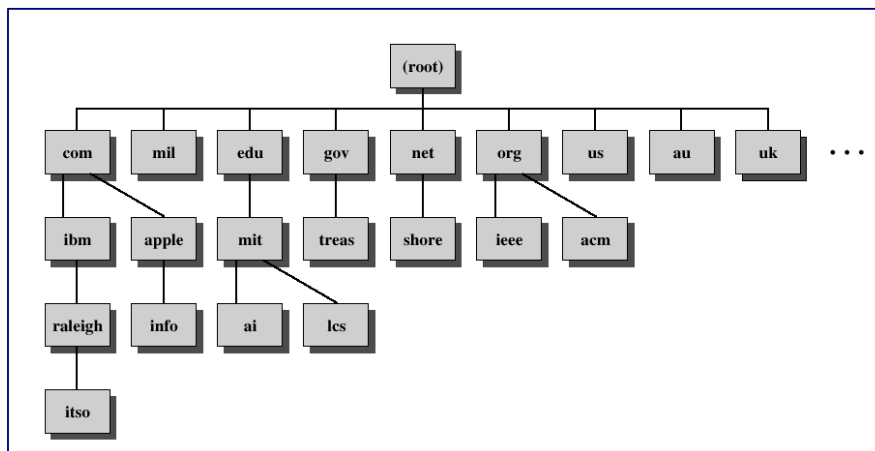 (root)
com mil edu gov net org us au uk ...
ibm apple mit treas shore ieee acm
raleigh info ai lcs
itso